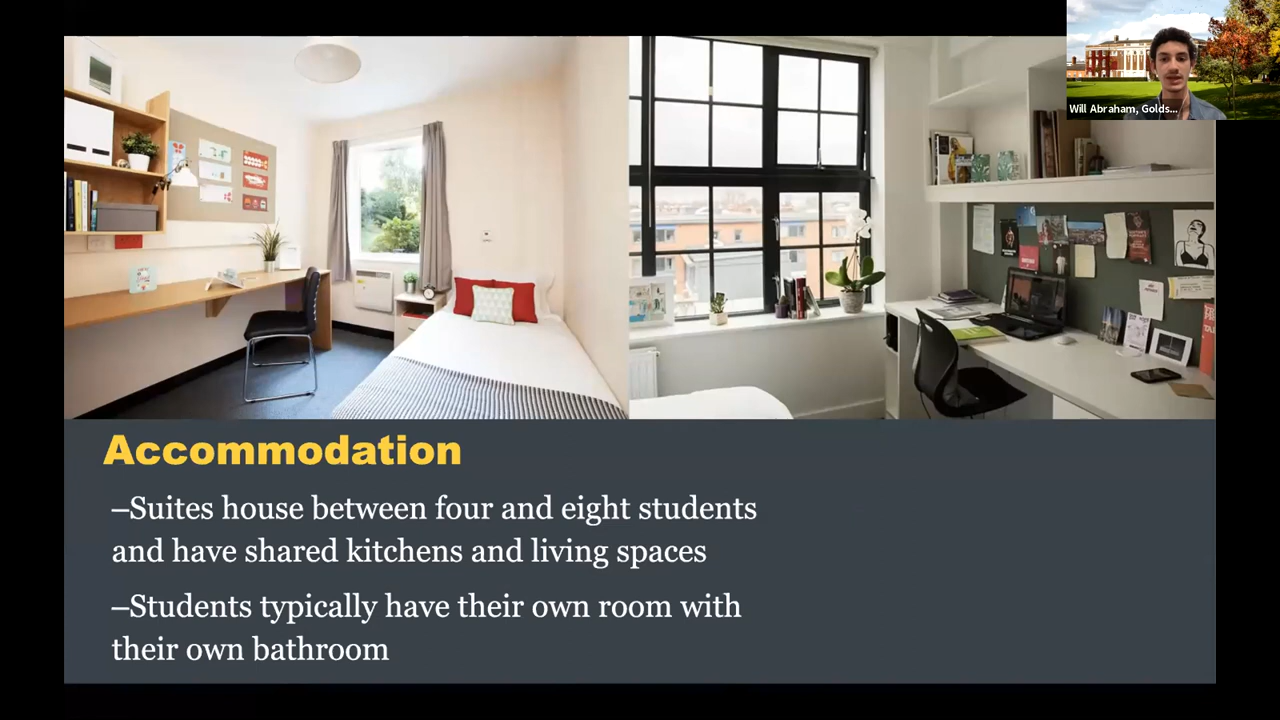 Will Abraham, Golds...
Accommodation
–Suites house between four and eight students
and have shared kitchens and living spaces
–Students typically have their own room with
their own bathroom